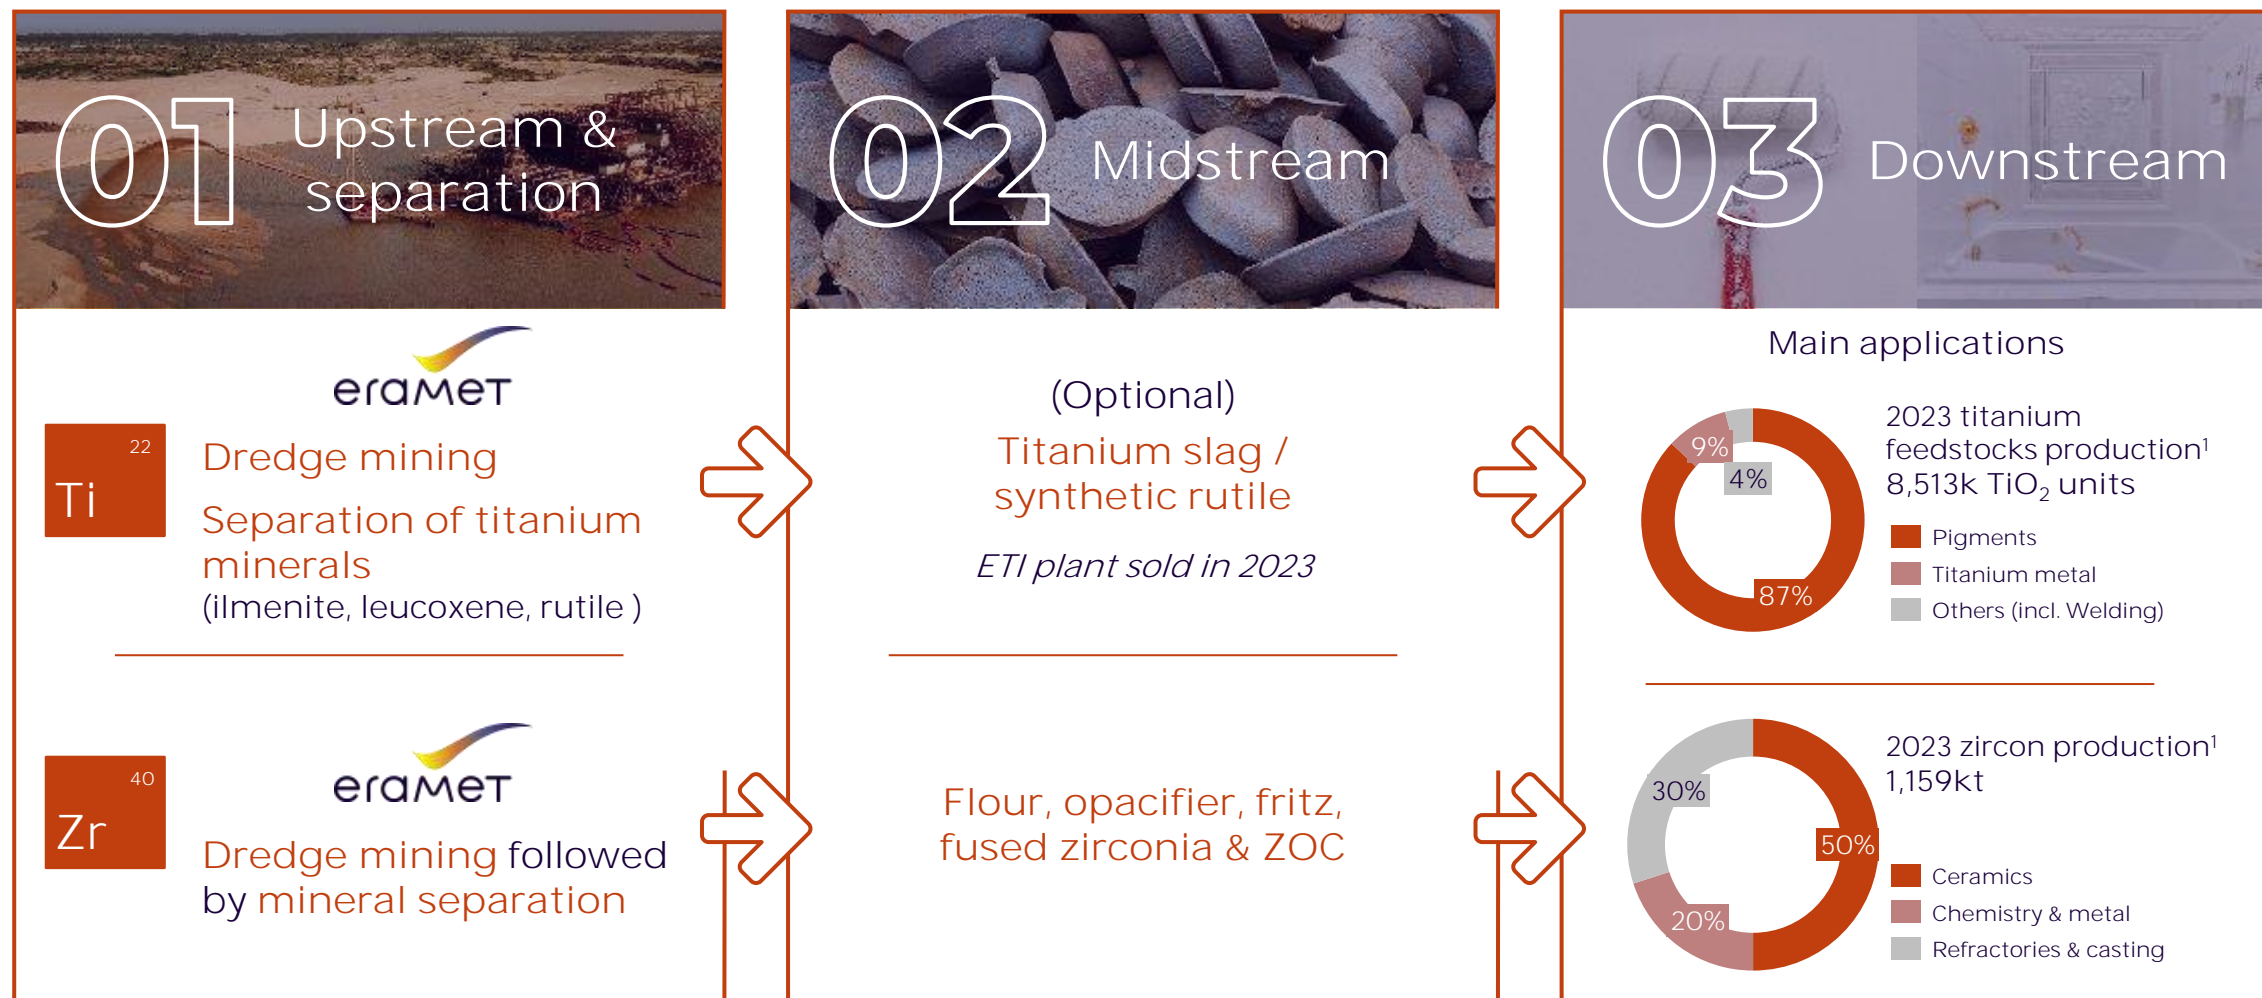 01
Upstream &
separation
eramet
22
Ti
Dredge mining
Separation of titanium
minerals
(ilmenite, leucoxene, rutile )
eramet
40
Zr
Dredge mining followed
by mineral separation
02
Midstream
(Optional)
Titanium slag /
synthetic rutile
ETI plant sold in 2023
Flour, opacifier, fritz,
fused zirconia & ZOC
03
Downstream
Main applications
9%
4%
87%
2023 titanium
feedstocks production¹
8,513k TiO₂ units
Pigments
Titanium metal
Others (incl. Welding)
30%
50%
20%
2023 zircon production¹
1,159kt
Ceramics
Chemistry & metal
Refractories & casting